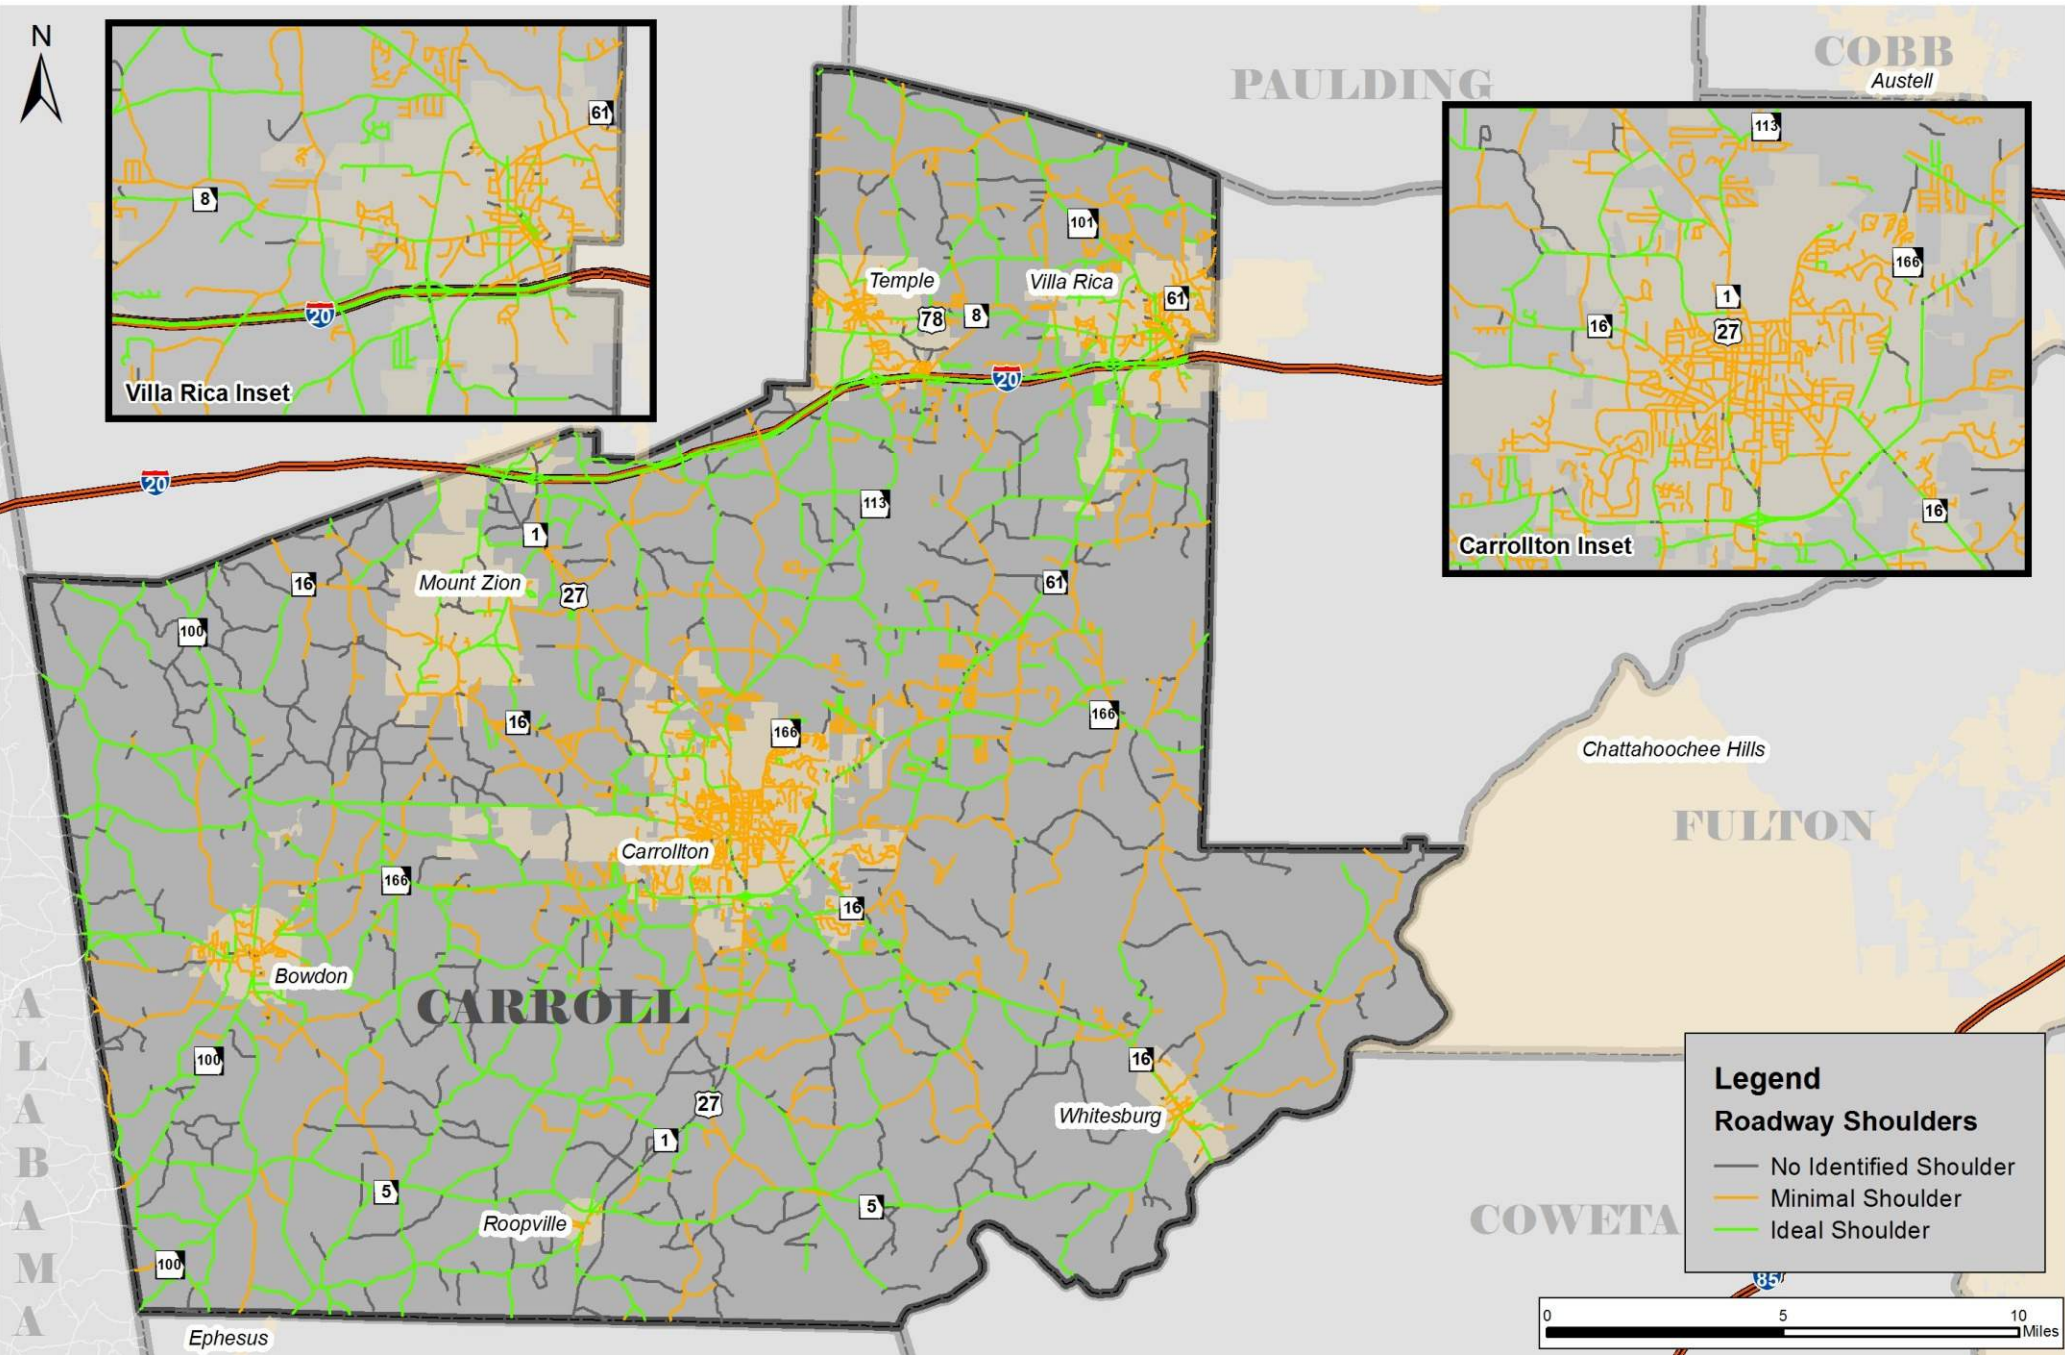 N
PAULDING
COBB
Austell
61
8
20
Villa Rica Inset
113
166
1
16
27
16
Carrollton Inset
101
Temple
Villa Rica
61
78
8
20
20
113
1
16
Mount Zion
27
61
100
16
166
166
Chattahoochee Hills
FULTON
Carrollton
166
16
Bowdon
CARROLL
100
16
27
Whitesburg
1
5
5
Roopville
COWETA
100
Ephesus
ALABAMA
85
Legend
Roadway Shoulders
No Identified Shoulder
Minimal Shoulder
Ideal Shoulder
0 5 10
Miles